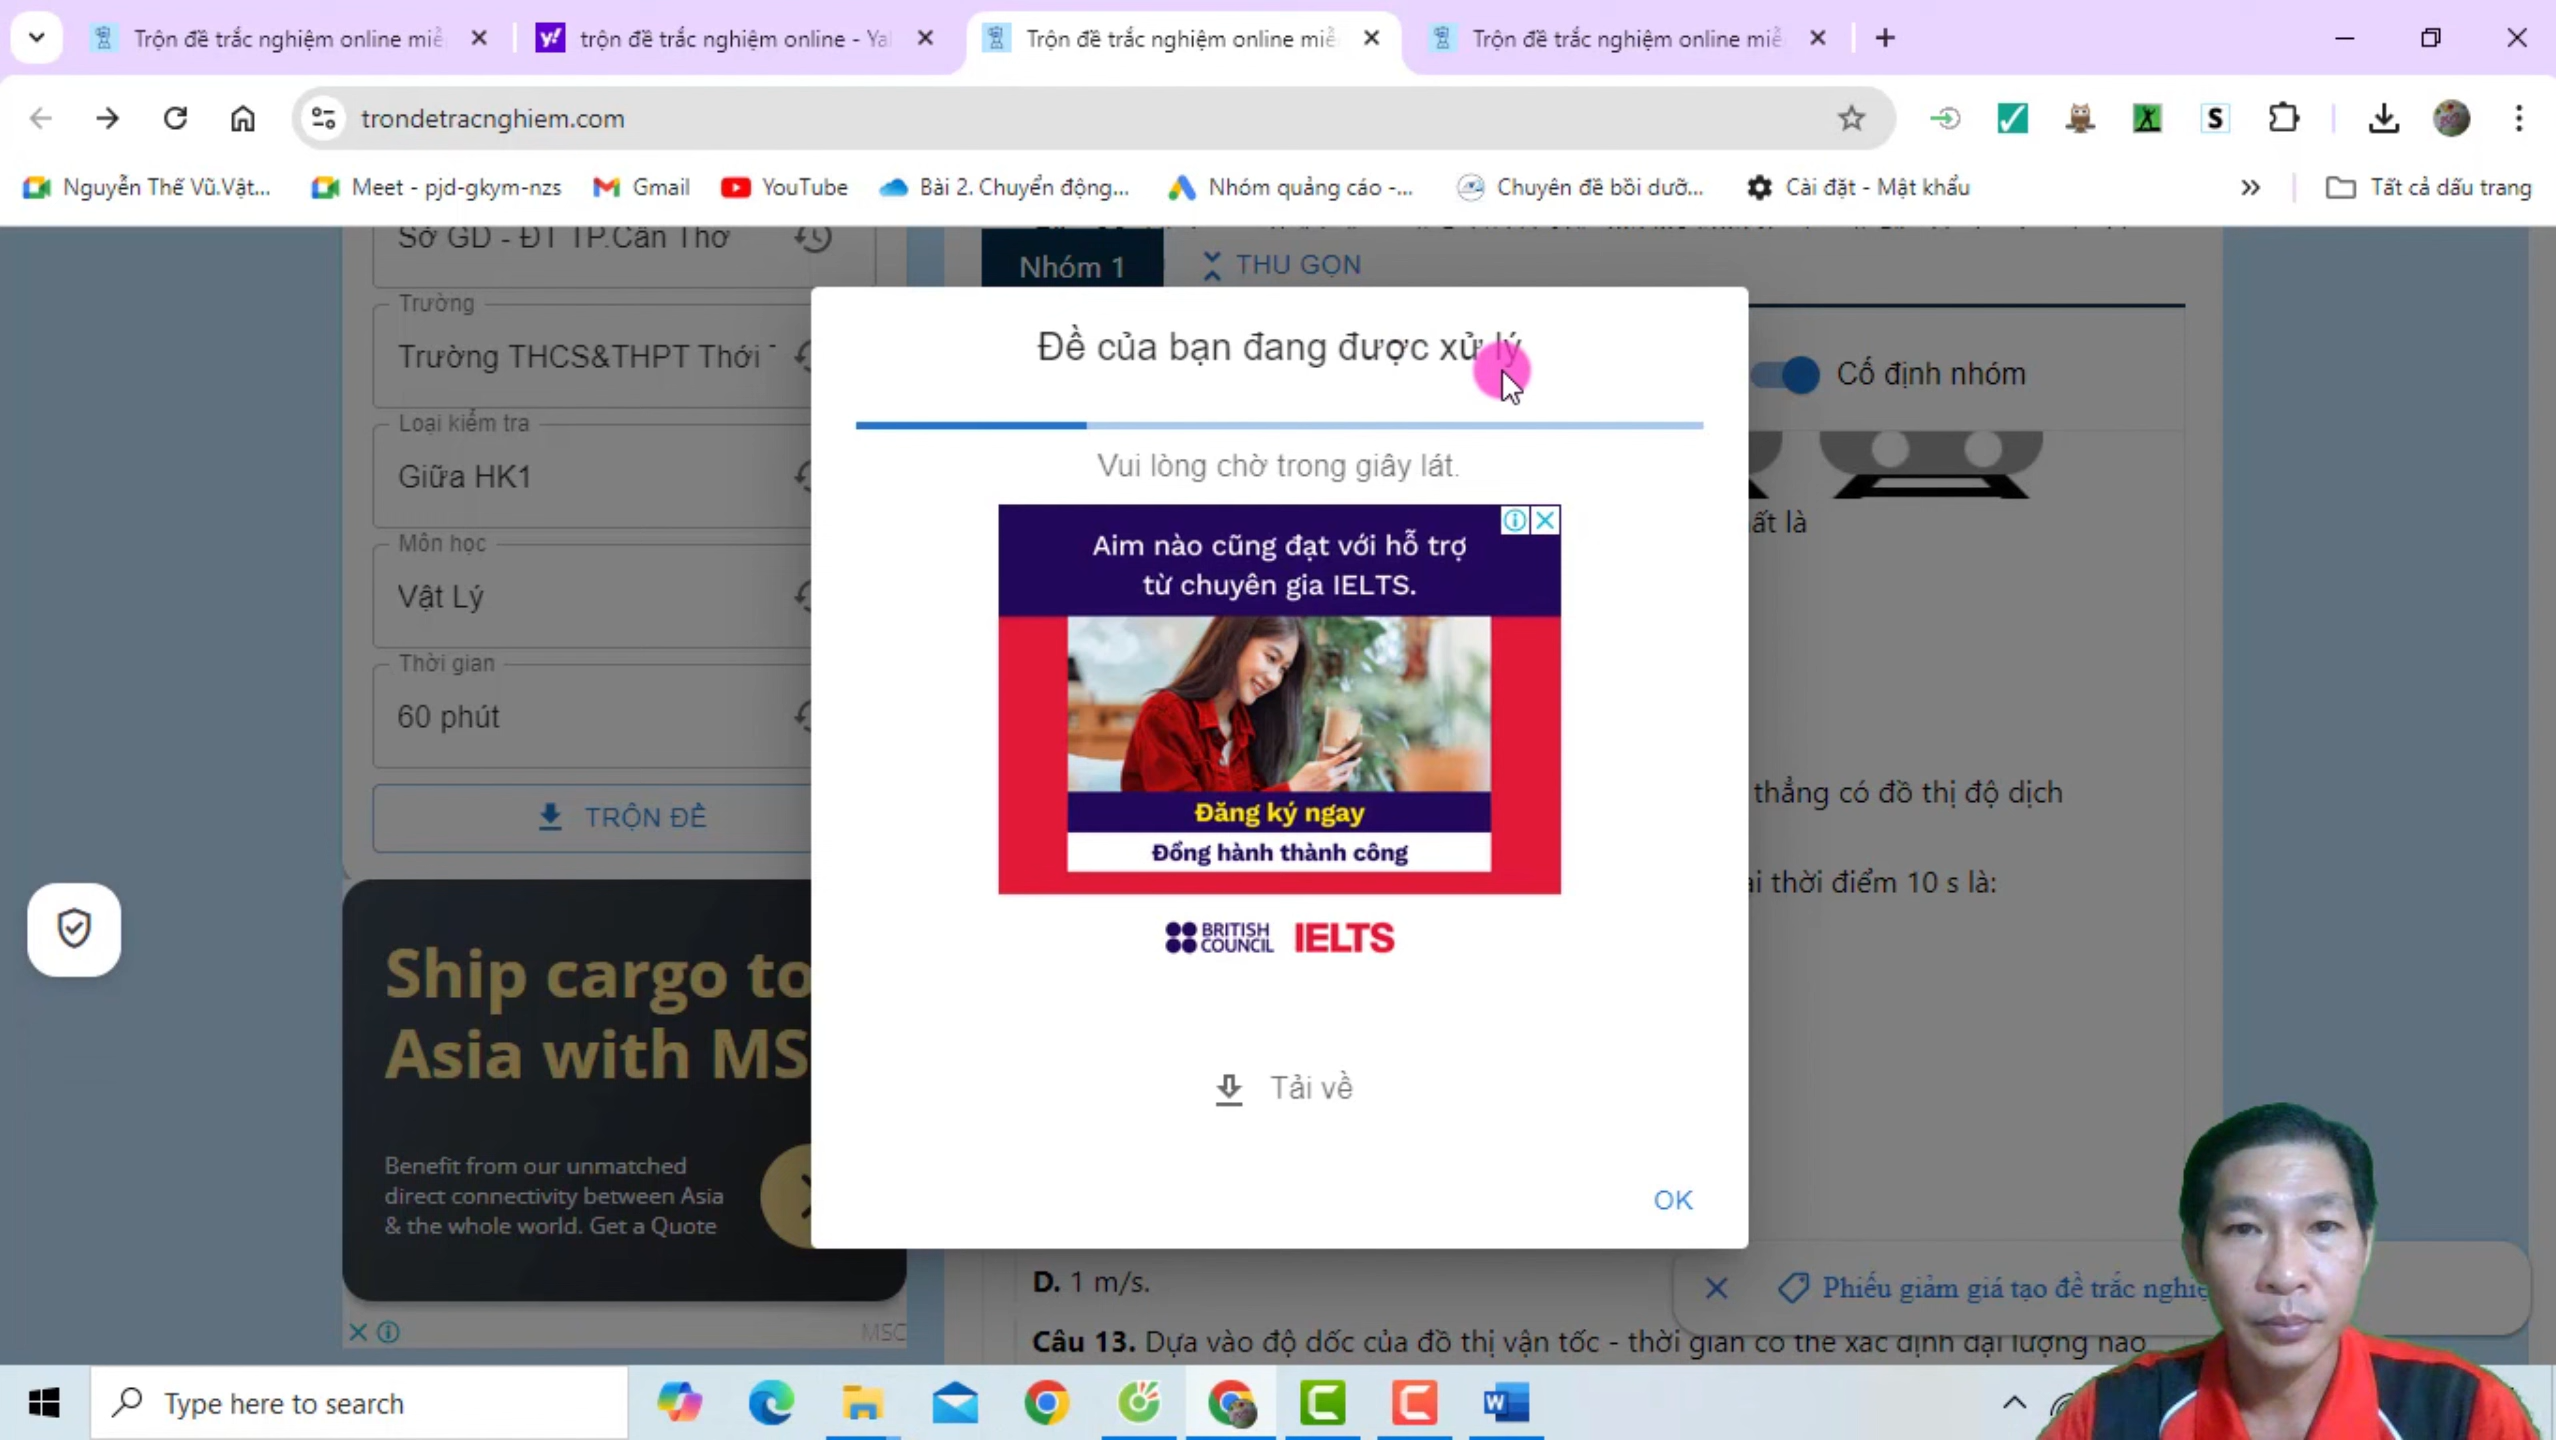 Trộn đề trắc nghiệm online miễ
trộn đề trắc nghiệm online - Ya
Trộn đề trắc nghiệm online miễ
Trộn đề trắc nghiệm online miễ
trondetracnghiem.com
Nguyễn Thế Vũ.Vật...
Meet - pjd-gkym-nzs
Gmail
YouTube
Bài 2. Chuyển động...
Nhóm quảng cáo -...
Chuyên đề bồi dưỡ...
Cài đặt - Mật khẩu
Tất cả dấu trang
Sở GD - ĐT TP.Cần Thơ
Trường
Trường THCS&THPT Thới
Loại kiểm tra
Giữa HK1
Môn học
Vật Lý
Thời gian
60 phút
TRỘN ĐỀ
Ship cargo to
Asia with MS
Benefit from our unmatched
direct connectivity between Asia
& the whole world. Get a Quote
MSC
Nhóm 1
THU GỌN
Cố định nhóm
ất là
thẳng có đồ thị độ dịch
ại thời điểm 10 s là:
Đề của bạn đang được xử lý
Vui lòng chờ trong giây lát.
Aim nào cũng đạt với hỗ trợ
từ chuyên gia IELTS.
Đăng ký ngay
Đồng hành thành công
BRITISH
COUNCIL
IELTS
Tải về
OK
D. 1 m/s.
Phiếu giảm giá tạo đề trắc nghiệ
Câu 13. Dựa vào độ dốc của đồ thị vận tốc - thời gian có thể xác định đại lượng nào
Type here to search